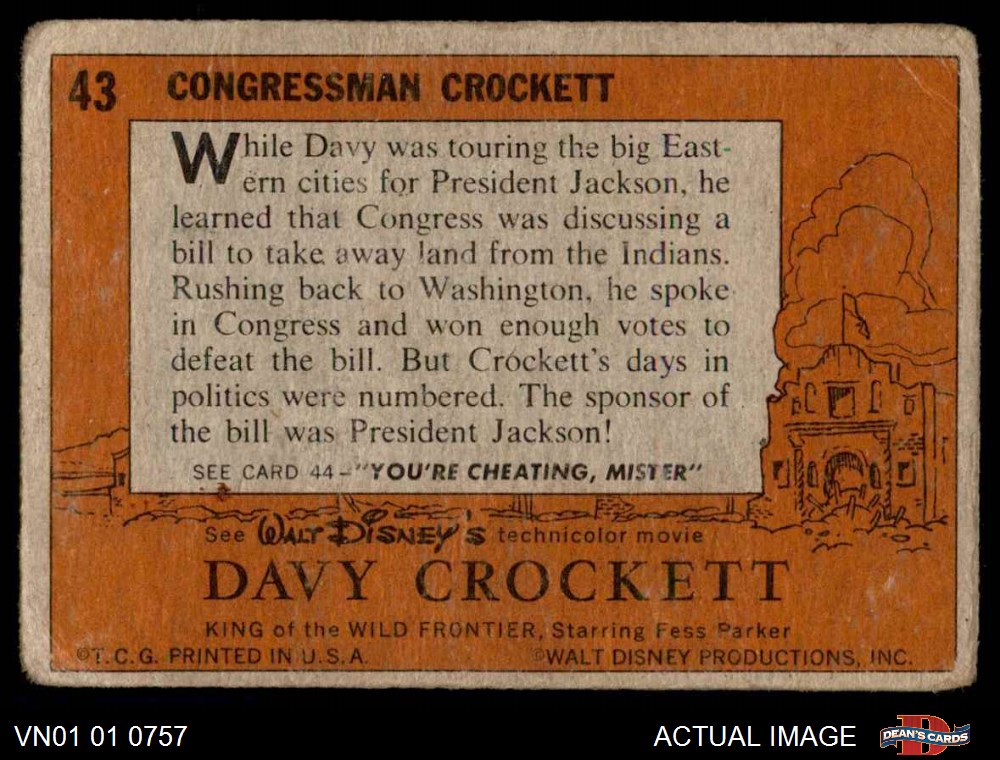 43 CONGRESSMAN CROCKETT
While Davy was touring the big East-
ern cities for President Jackson, he
learned that Congress was discussing a
bill to take away land from the Indians.
Rushing back to Washington, he spoke
in Congress and won enough votes to
defeat the bill. But Crockett's days in
politics were numbered. The sponsor of
the bill was President Jackson!
SEE CARD 44-"YOU'RE CHEATING, MISTER"
See WALT DISNEY'S technicolor movie
DAVY CROCKETT
KING of the WILD FRONTIER, Starring Fess Parker
©T.C.G. PRINTED IN U.S.A. ©WALT DISNEY PRODUCTIONS, INC.
VN01 01 0757 ACTUAL IMAGE DEAN'S CARDS